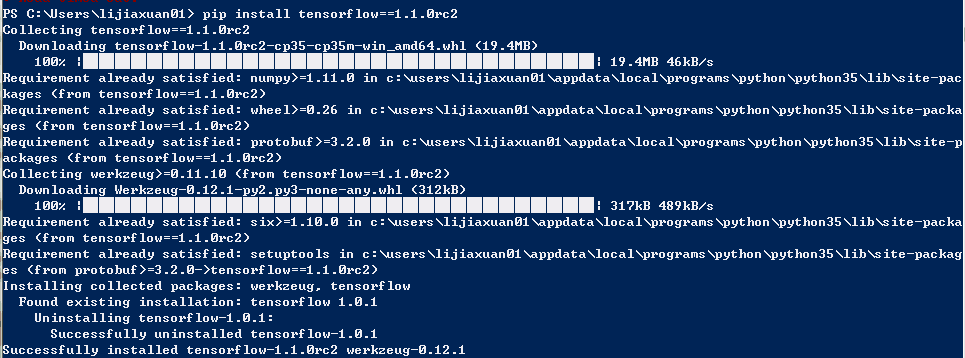 PS C:\Users\lijiaxuan01> pip install tensorflow==1.1.0rc2
Collecting tensorflow==1.1.0rc2
Downloading tensorflow-1.1.0rc2-cp35-cp35m-win_amd64.whl (19.4MB)
100% |████████████████████████████████| 19.4MB 46kB/s
Requirement already satisfied: numpy>=1.11.0 in c:\users\lijiaxuan01\appdata\local\programs\python\python35\lib\site-pac
kages (from tensorflow==1.1.0rc2)
Requirement already satisfied: wheel>=0.26 in c:\users\lijiaxuan01\appdata\local\programs\python\python35\lib\site-packa
ges (from tensorflow==1.1.0rc2)
Requirement already satisfied: protobuf>=3.2.0 in c:\users\lijiaxuan01\appdata\local\programs\python\python35\lib\site-p
ackages (from tensorflow==1.1.0rc2)
Collecting werkzeug>=0.11.10 (from tensorflow==1.1.0rc2)
Downloading Werkzeug-0.12.1-py2.py3-none-any.whl (312kB)
100% |████████████████████████████████| 317kB 489kB/s
Requirement already satisfied: six>=1.10.0 in c:\users\lijiaxuan01\appdata\local\programs\python\python35\lib\site-packa
ges (from tensorflow==1.1.0rc2)
Requirement already satisfied: setuptools in c:\users\lijiaxuan01\appdata\local\programs\python\python35\lib\site-packag
es (from protobuf>=3.2.0->tensorflow==1.1.0rc2)
Installing collected packages: werkzeug, tensorflow
Found existing installation: tensorflow 1.0.1
Uninstalling tensorflow-1.0.1:
Successfully uninstalled tensorflow-1.0.1
Successfully installed tensorflow-1.1.0rc2 werkzeug-0.12.1